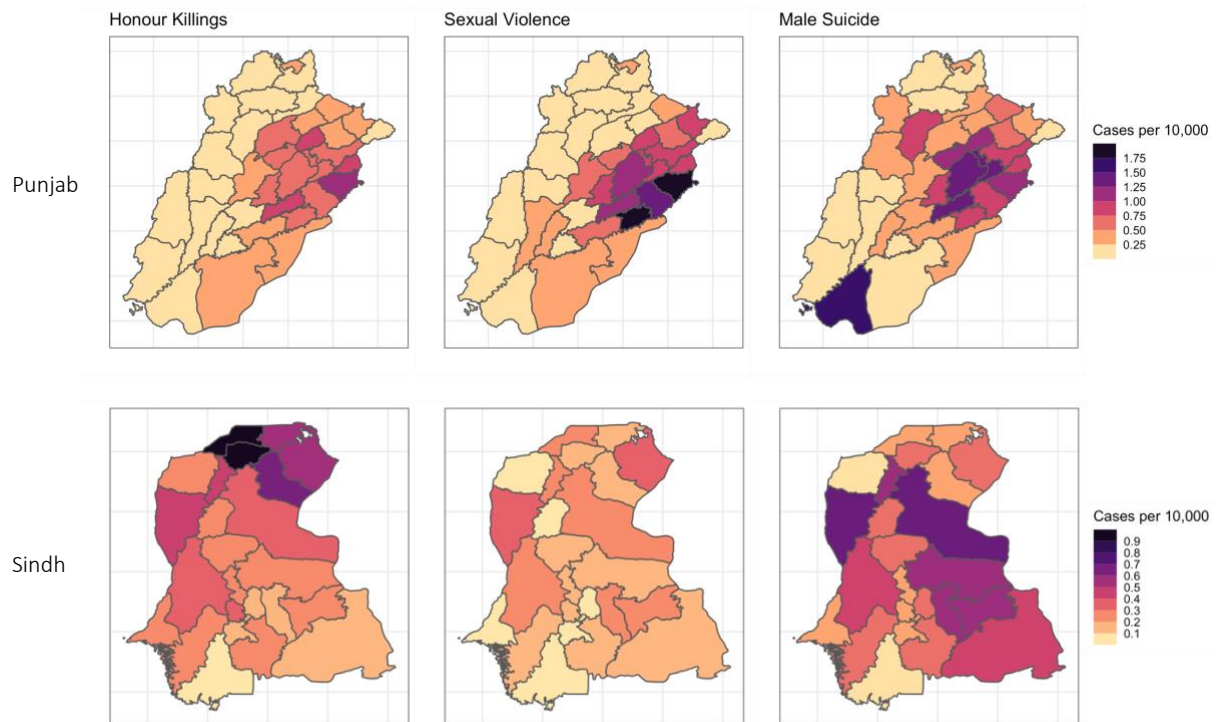 Honour Killings
Sexual Violence
Male Suicide
Punjab
Cases per 10,000
1.75
1.50
1.25
1.00
0.75
0.50
0.25
Sindh
Cases per 10,000
0.9
0.8
0.7
0.6
0.5
0.4
0.3
0.2
0.1